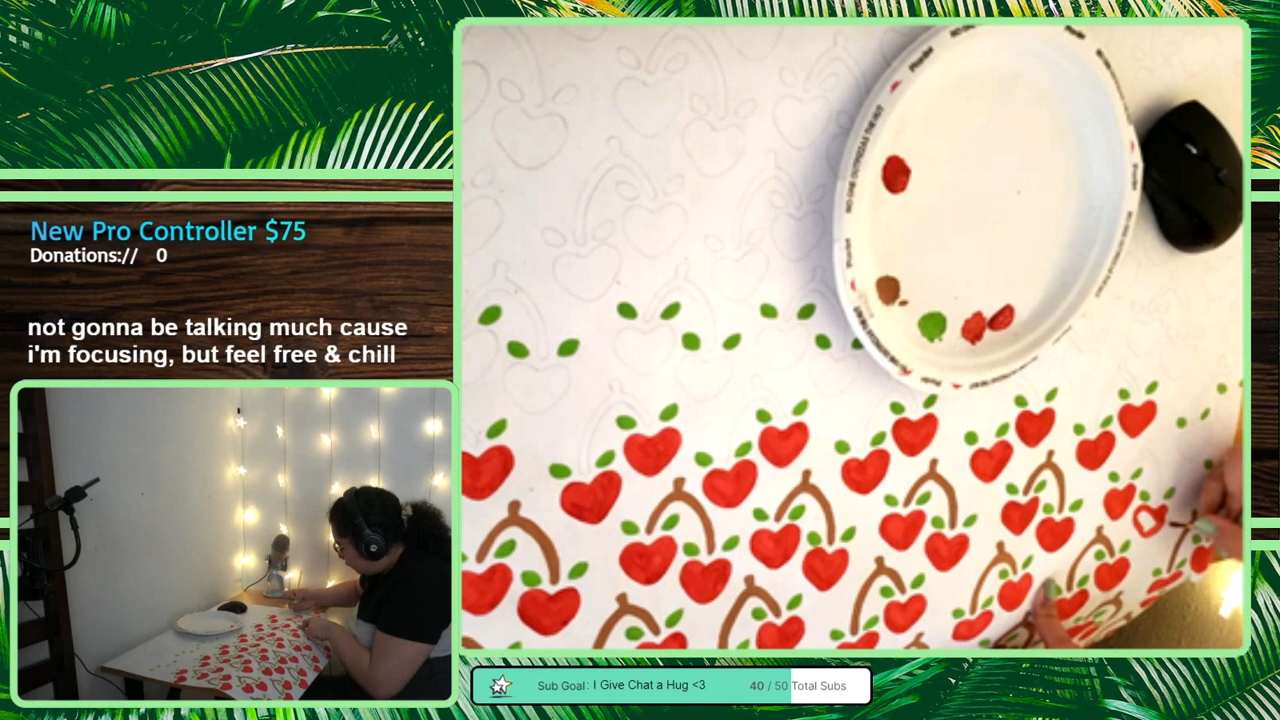 New Pro Controller $75
Donations:// 0
not gonna be talking much cause
i'm focusing, but feel free & chill
Sub Goal: I Give Chat a Hug <3
40 / 50 Total Subs